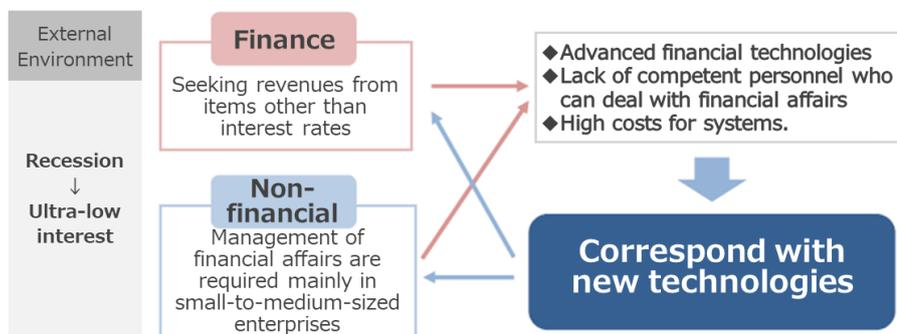 External
Environment
Recession
↓
Ultra-low
interest
Finance
Seeking revenues from
items other than
interest rates
Non-
financial
Management of
financial affairs are
required mainly in
small-to-medium-sized
enterprises
◆Advanced financial technologies
◆Lack of competent personnel who
can deal with financial affairs
◆High costs for systems.
Correspond with
new technologies